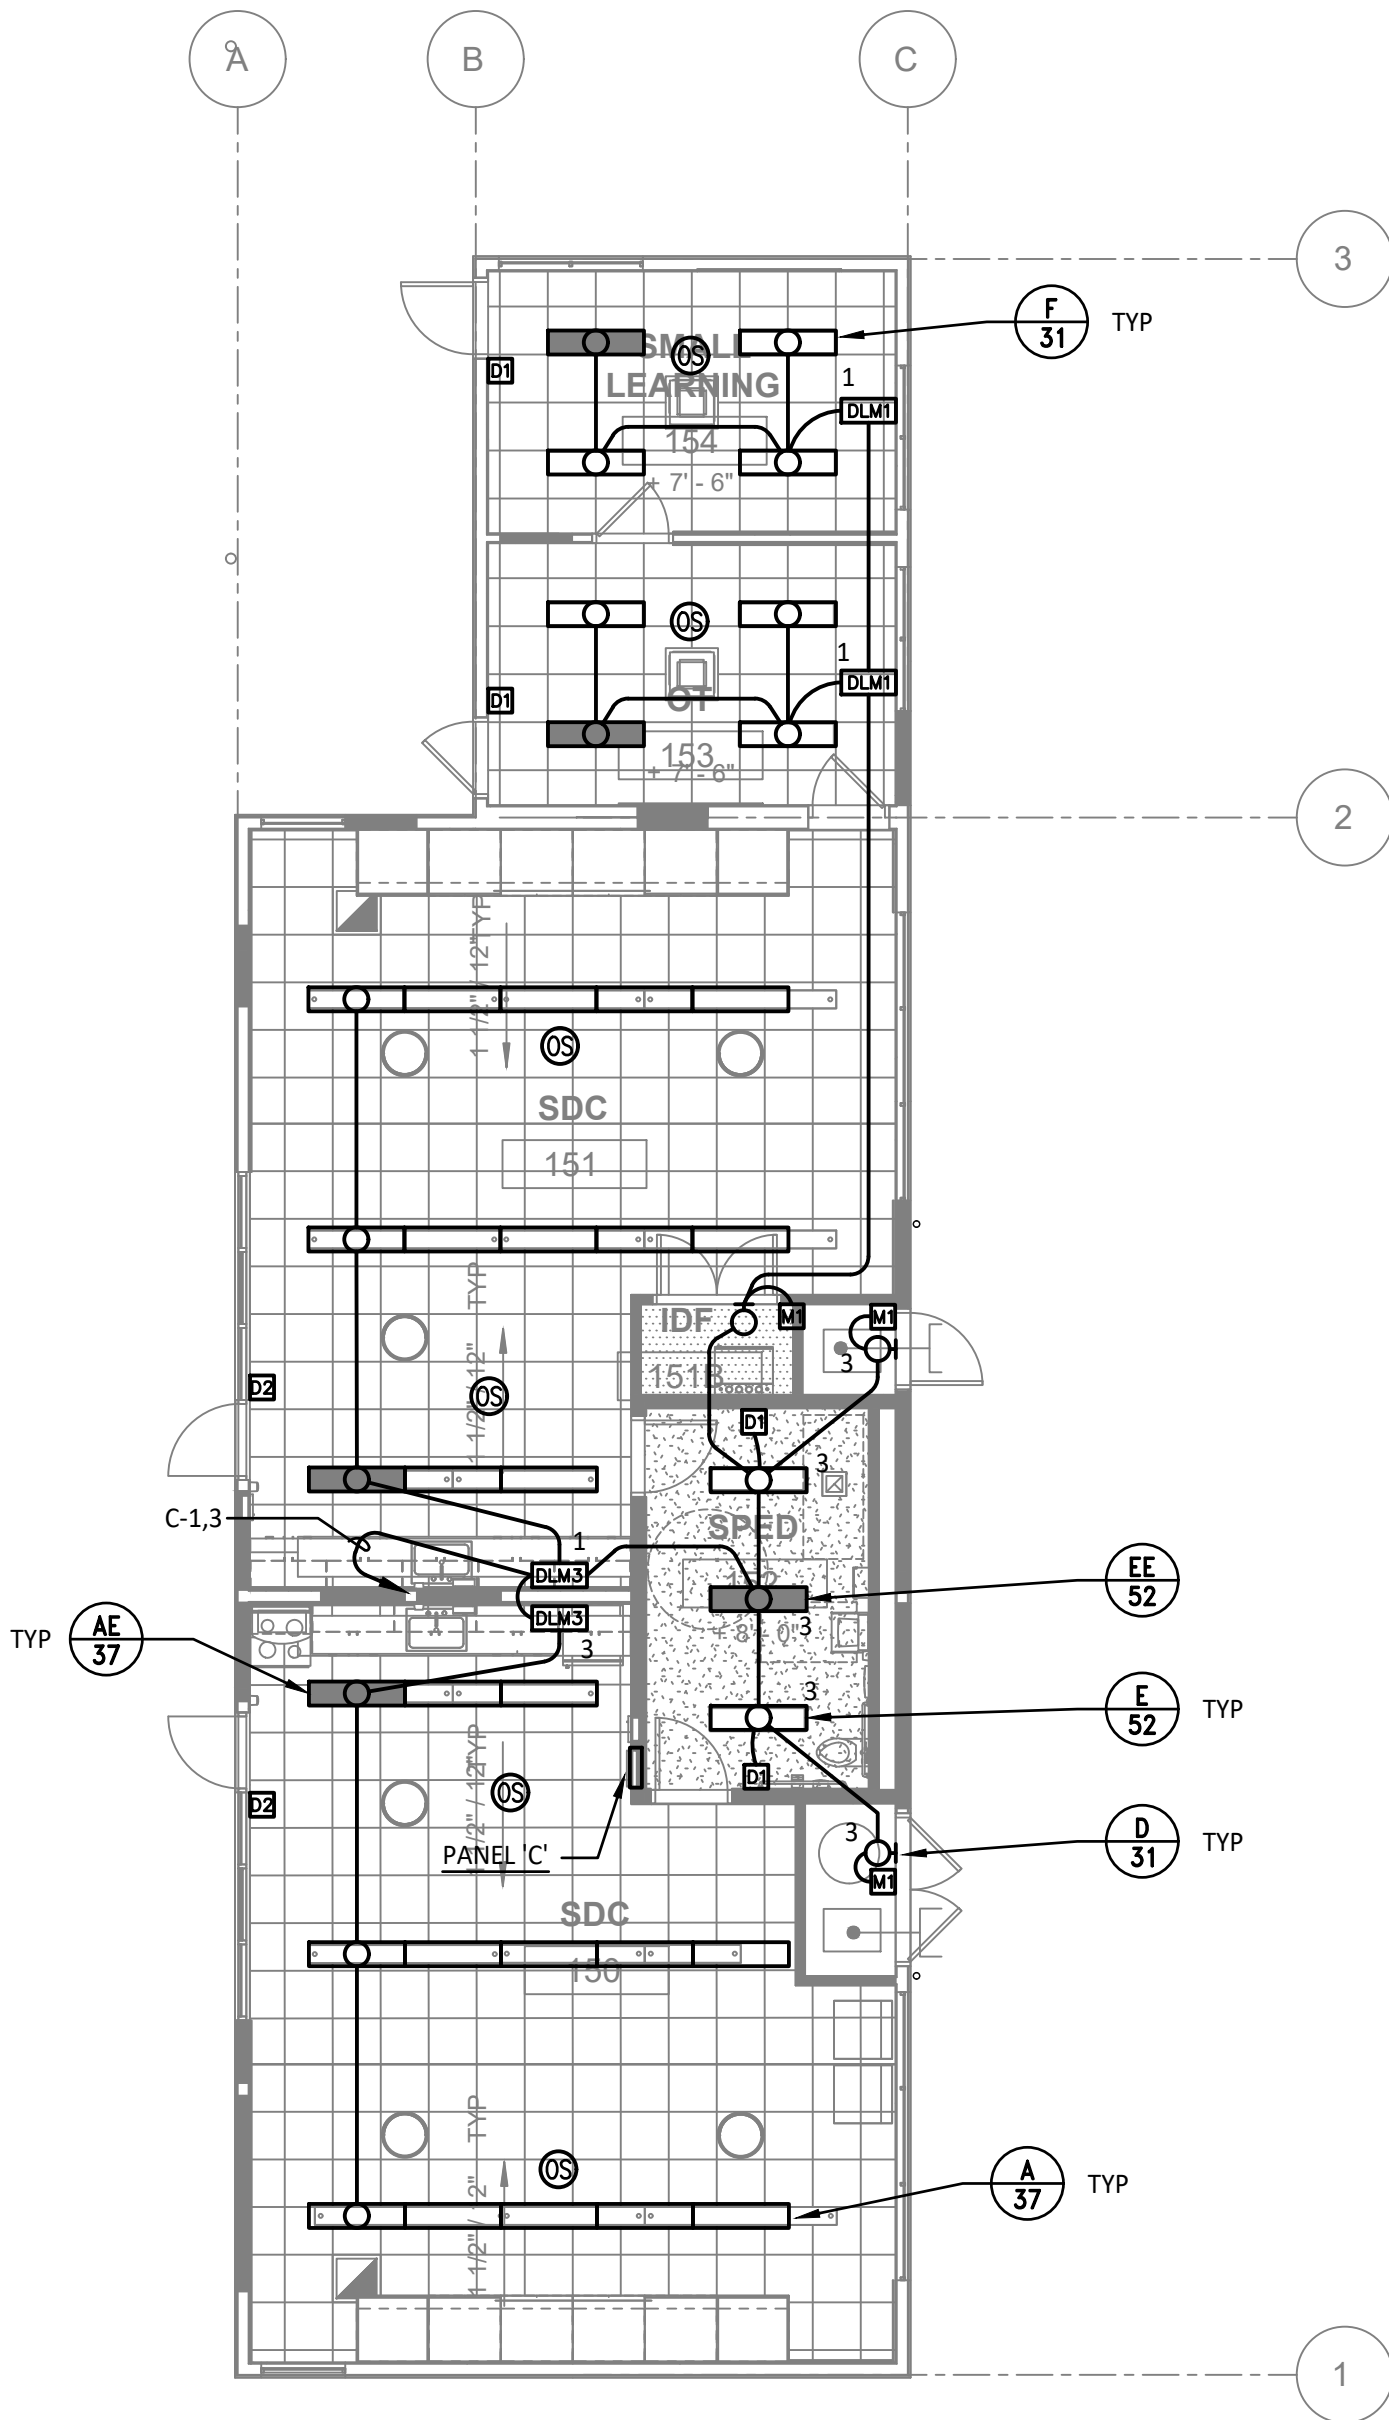 A
B
C
3
F
31
TYP
SMALL
LEARNING
OS
D1
1
DLM1
154
+ 7' - 6"
OS
1
DLM1
D1
OT
153
+ 7' - 6"
2
1 1/2" / 12"
TYP
OS
SDC
151
TYP
1 1/2" / 12"
IDF
M1
M1
3
151B
D2
OS
D1
3
C-1,3
SPED
1
DLM3
EE
52
DLM3
3
+ 8' - 0"
3
TYP
AE
37
3
E
52
TYP
1 1/2" / 12"
TYP
D1
OS
D2
PANEL 'C'
3
M1
D
31
TYP
SDC
150
TYP
1 1/2" / 12"
OS
A
37
TYP
1